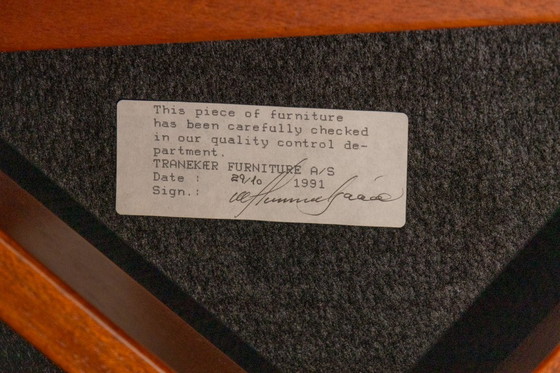 This piece of furniture
has been carefully checked
in our quality control de-
partment.
TRANEKÆR FURNITURE A/S
Date : 29/10 1991
Sign.: